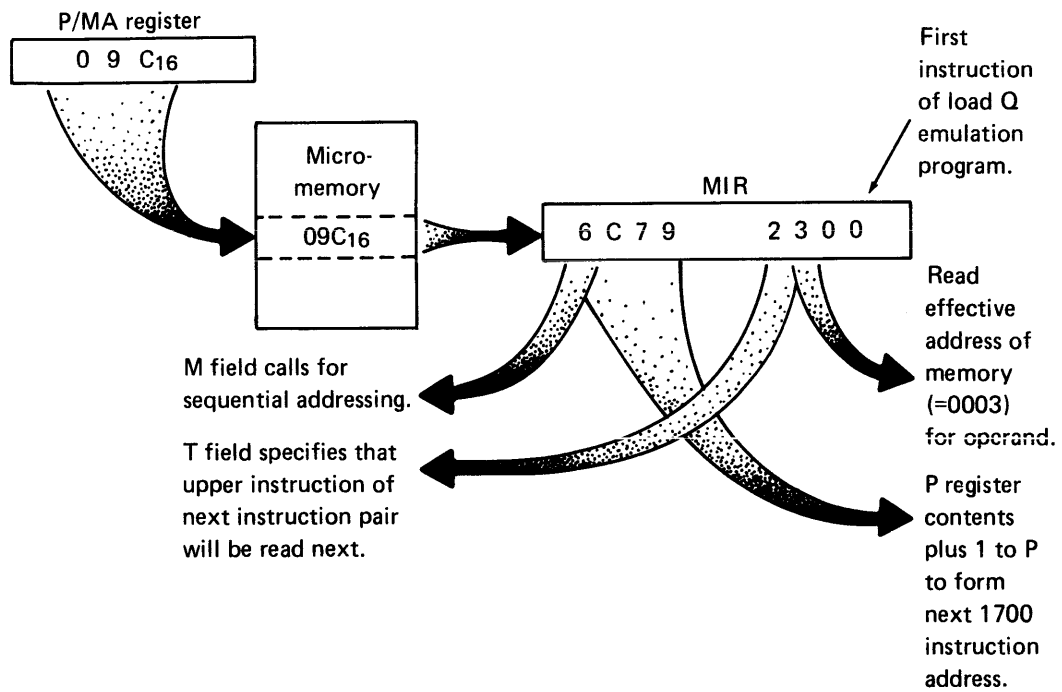 P/MA register
0 9 C16
Micro-
memory
09C16
MIR
6 C 7 9 2 3 0 0
First
instruction
of load Q
emulation
program.
M field calls for
sequential addressing.
T field specifies that
upper instruction of
next instruction pair
will be read next.
Read
effective
address of
memory
(=0003)
for operand.
P register
contents
plus 1 to P
to form
next 1700
instruction
address.